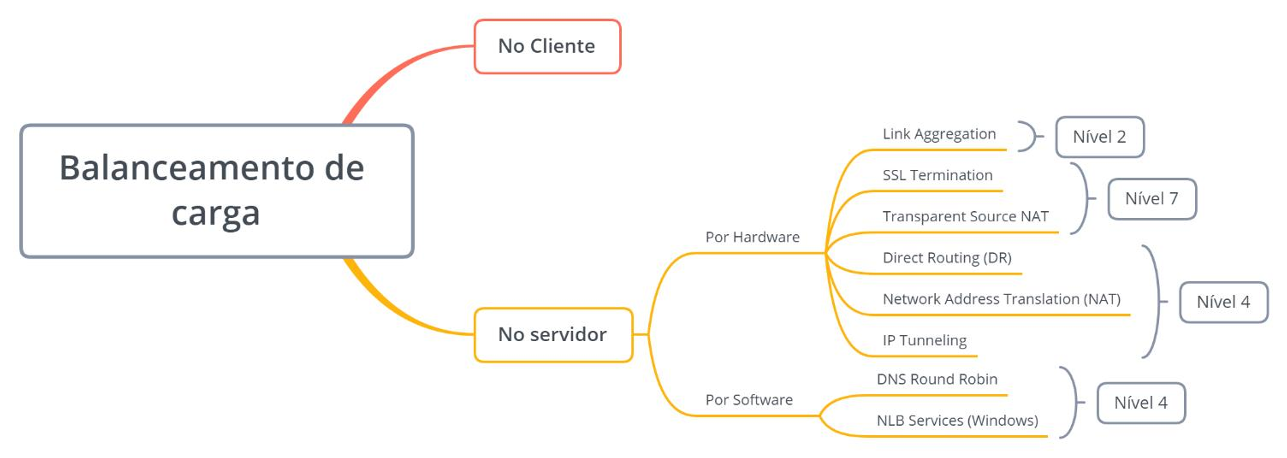 No Cliente
Balanceamento de
carga
No servidor
Por Hardware
Link Aggregation
Nível 2
SSL Termination
Transparent Source NAT
Nível 7
Direct Routing (DR)
Network Address Translation (NAT)
IP Tunneling
Nível 4
Por Software
DNS Round Robin
NLB Services (Windows)
Nível 4